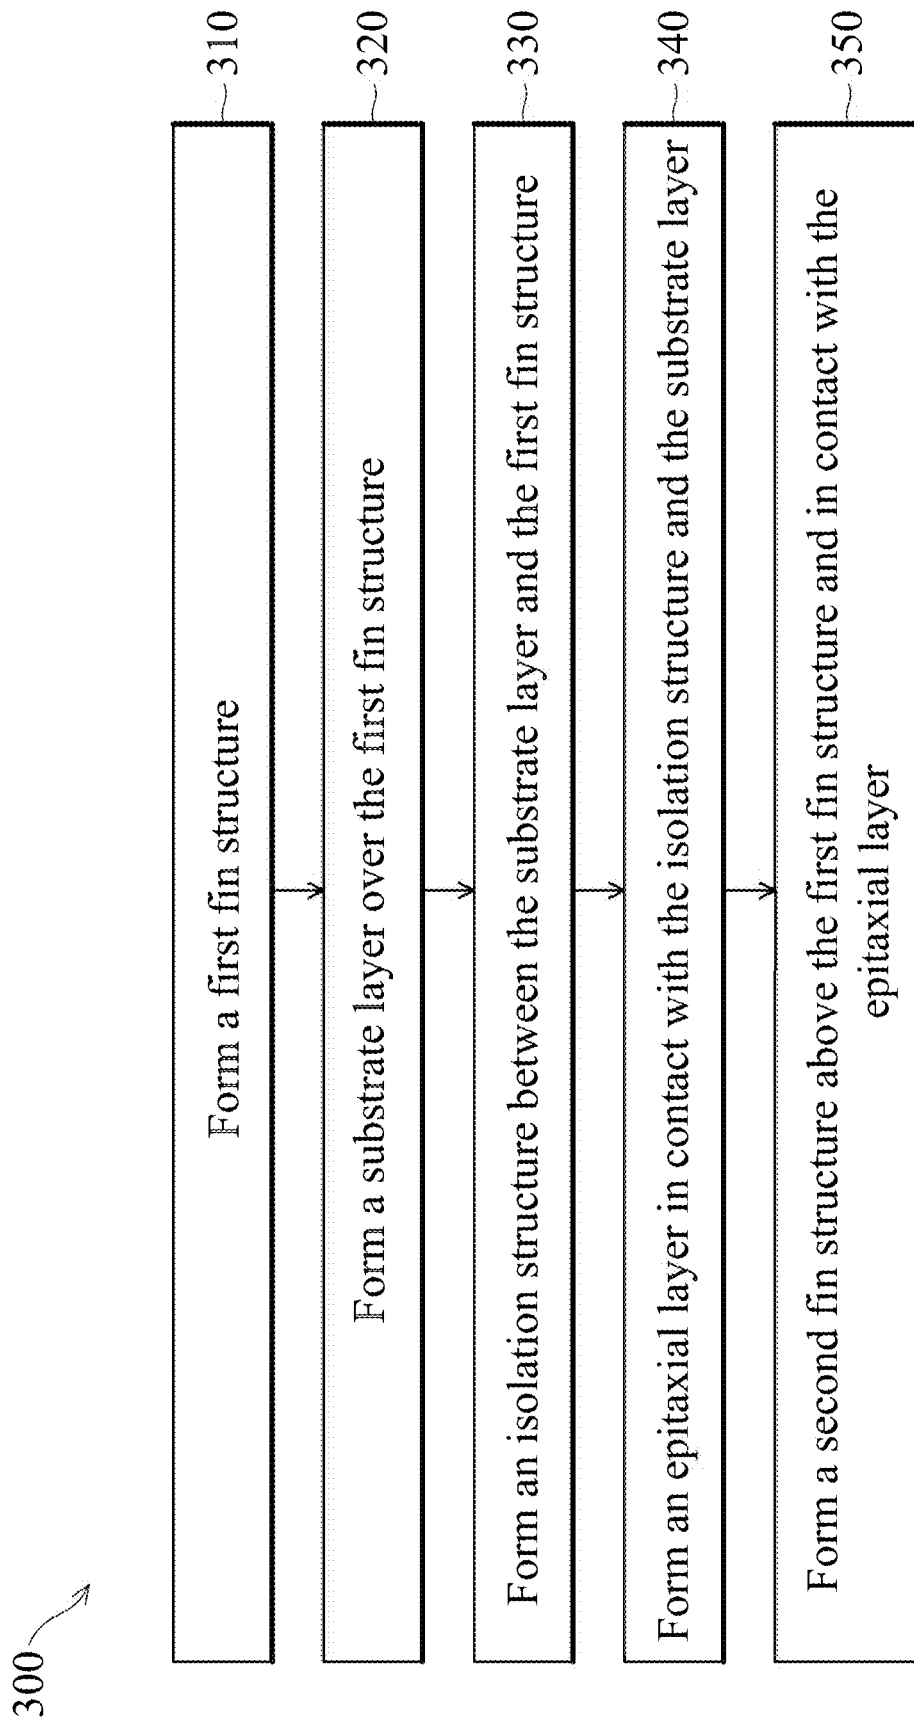 300
Form a first fin structure
310
Form a substrate layer over the first fin structure
320
Form an isolation structure between the substrate layer and the first fin structure
330
Form an epitaxial layer in contact with the isolation structure and the substrate layer
340
Form a second fin structure above the first fin structure and in contact with the
epitaxial layer
350